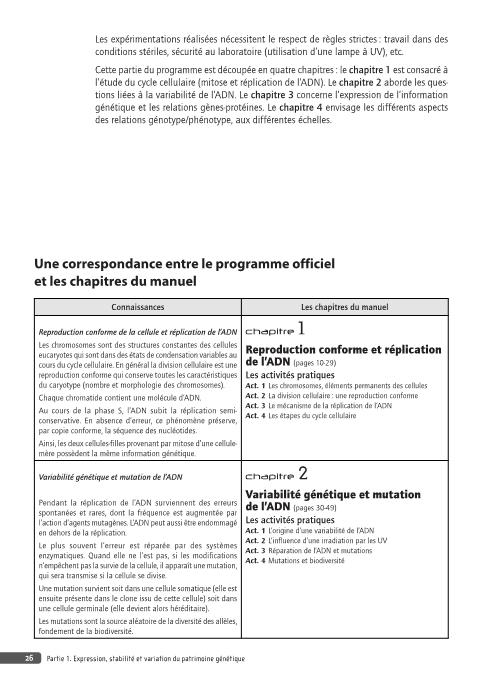 Les expérimentations réalisées nécessitent le respect de règles strictes : travail dans des
conditions stériles, sécurité au laboratoire (utilisation d'une lampe à UV), etc.
Cette partie du programme est découpée en quatre chapitres : le chapitre 1 est consacré à
l'étude du cycle cellulaire (mitose et réplication de l'ADN). Le chapitre 2 aborde les ques-
tions liées à la variabilité de l'ADN. Le chapitre 3 concerne l'expression de l'information
génétique et les relations gènes-protéines. Le chapitre 4 envisage les différents aspects
des relations génotype/phénotype, aux différentes échelles.
Une correspondance entre le programme officiel
et les chapitres du manuel
Connaissances
Les chapitres du manuel
Reproduction conforme de la cellule et réplication de l'ADN
Les chromosomes sont des structures constantes des cellules
eucaryotes qui sont dans des états de condensation variables au
cours du cycle cellulaire. En général la division cellulaire est une
reproduction conforme qui conserve toutes les caractéristiques
du caryotype (nombre et morphologie des chromosomes).
Chaque chromatide contient une molécule d'ADN.
Au cours de la phase S, l'ADN subit la réplication semi-
conservative. En absence d'erreur, ce phénomène préserve,
par copie conforme, la séquence des nucléotides.
Ainsi, les deux cellules-filles provenant par mitose d'une cellule-
mère possèdent la même information génétique.
chapitre 1
Reproduction conforme et réplication
de l'ADN (pages 10-29)
Les activités pratiques
Act. 1 Les chromosomes, éléments permanents des cellules
Act. 2 La division cellulaire : une reproduction conforme
Act. 3 Le mécanisme de la réplication de l'ADN
Act. 4 Les étapes du cycle cellulaire
Variabilité génétique et mutation de l'ADN
Pendant la réplication de l'ADN surviennent des erreurs
spontanées et rares, dont la fréquence est augmentée par
l'action d'agents mutagènes. L'ADN peut aussi être endommagé
en dehors de la réplication.
Le plus souvent l'erreur est réparée par des systèmes
enzymatiques. Quand elle ne l'est pas, si les modifications
n'empêchent pas la survie de la cellule, il apparaît une mutation,
qui sera transmise si la cellule se divise.
Une mutation survient soit dans une cellule somatique (elle est
ensuite présente dans le clone issu de cette cellule) soit dans
une cellule germinale (elle devient alors héréditaire).
Les mutations sont la source aléatoire de la diversité des allèles,
fondement de la biodiversité.
chapitre 2
Variabilité génétique et mutation
de l'ADN (pages 30-49)
Les activités pratiques
Act. 1 L'origine d'une variabilité de l'ADN
Act. 2 L'influence d'une irradiation par les UV
Act. 3 Réparation de l'ADN et mutations
Act. 4 Mutations et biodiversité
26 Partie 1. Expression, stabilité et variation du patrimoine génétique